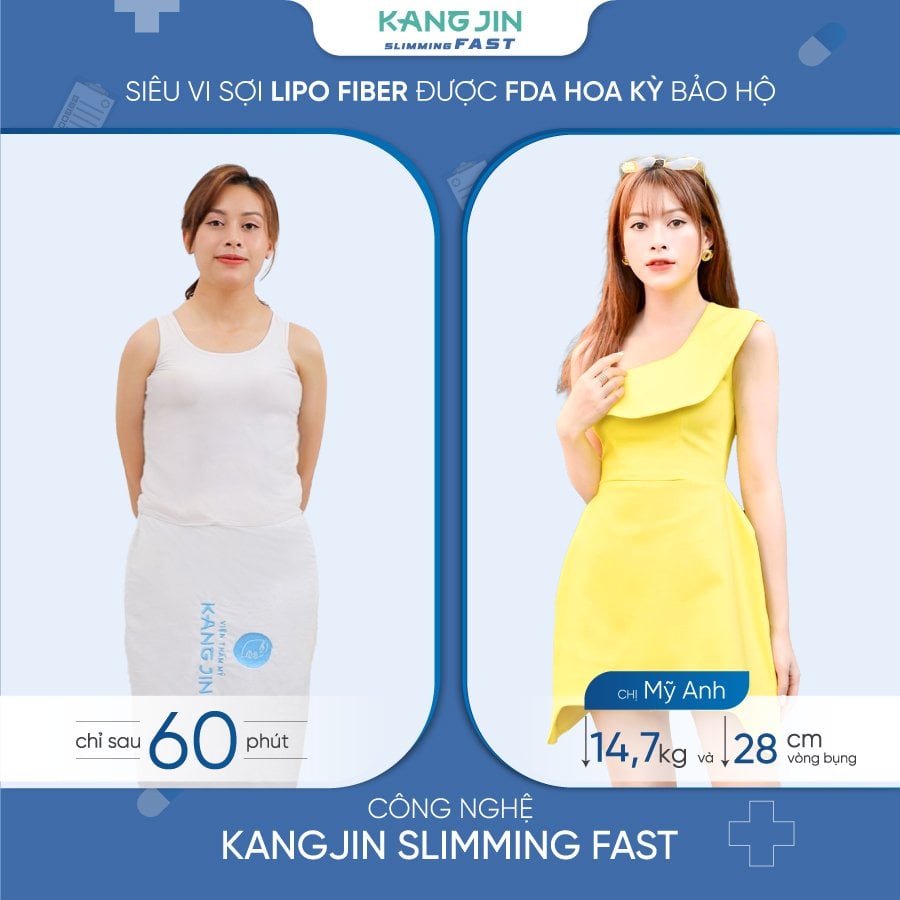 KANG JIN
SLIMMING FAST
SIÊU VI SỢI LIPO FIBER ĐƯỢC FDA HOA KỲ BẢO HỘ
VIỆN THẨM MỸ
KANG JIN
chỉ sau 60 phút
CHỊ Mỹ Anh
14,7kg và 28 cm vòng bụng
CÔNG NGHỆ
KANGJIN SLIMMING FAST